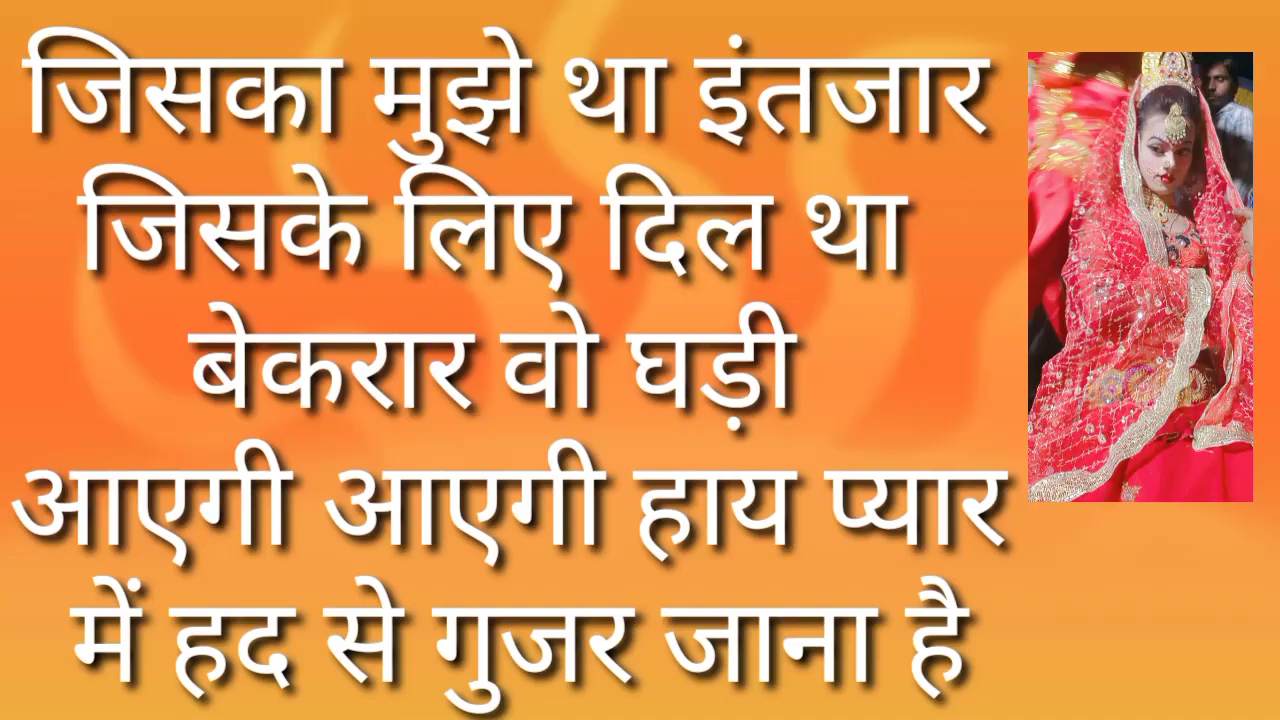 जिसका मुझे था इंतजार
जिसके लिए दिल था
बेकरार वो घड़ी
आएगी आएगी हाय प्यार
में हद से गुजर जाना है